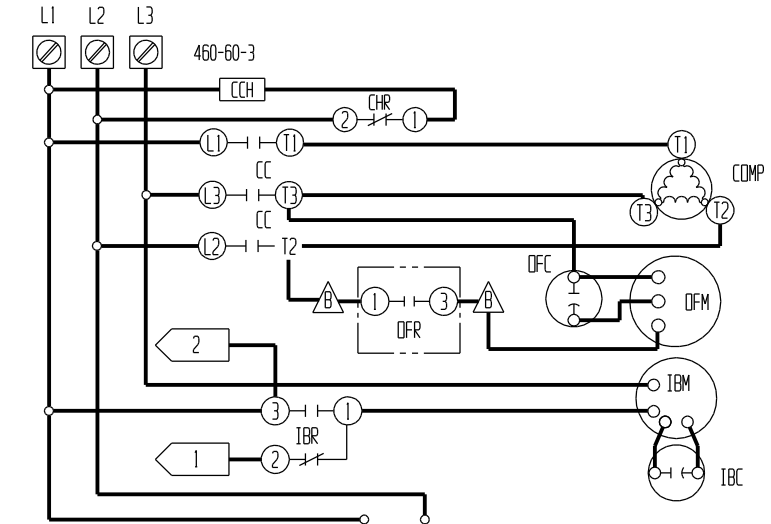 L1 L2 L3
460-60-3
CCH
CHR
2 1
L1 T1 T1
CC COMP
L3 T3 T3 T2
CC
L2 T2
OFC
B 1 3 B OFM
OFR
2
IBM
3 1
IBR
1 2
IBC